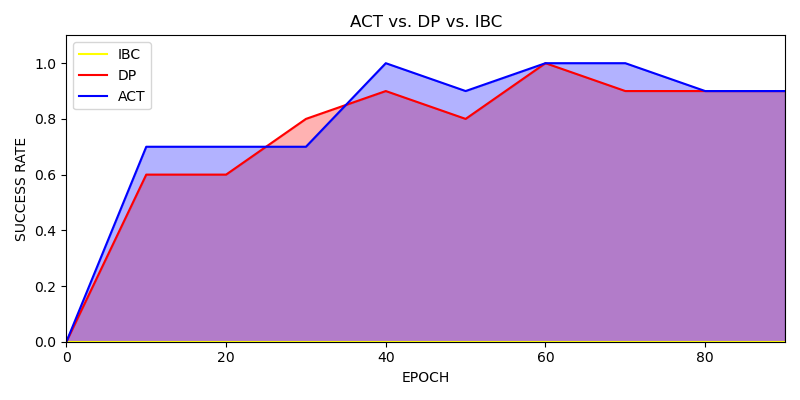 ACT vs. DP vs. IBC
IBC
DP
ACT
1.0
0.8
0.6
0.4
0.2
0.0
SUCCESS RATE
0 20 40 60 80
EPOCH